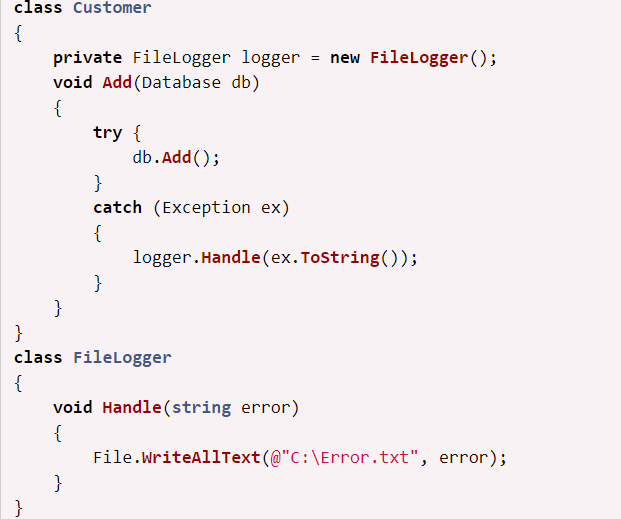 class Customer
{
    private FileLogger logger = new FileLogger();
    void Add(Database db)
    {
        try {
            db.Add();
        }
        catch (Exception ex)
        {
            logger.Handle(ex.ToString());
        }
    }
}
class FileLogger
{
    void Handle(string error)
    {
        File.WriteAllText(@"C:\Error.txt", error);
    }
}